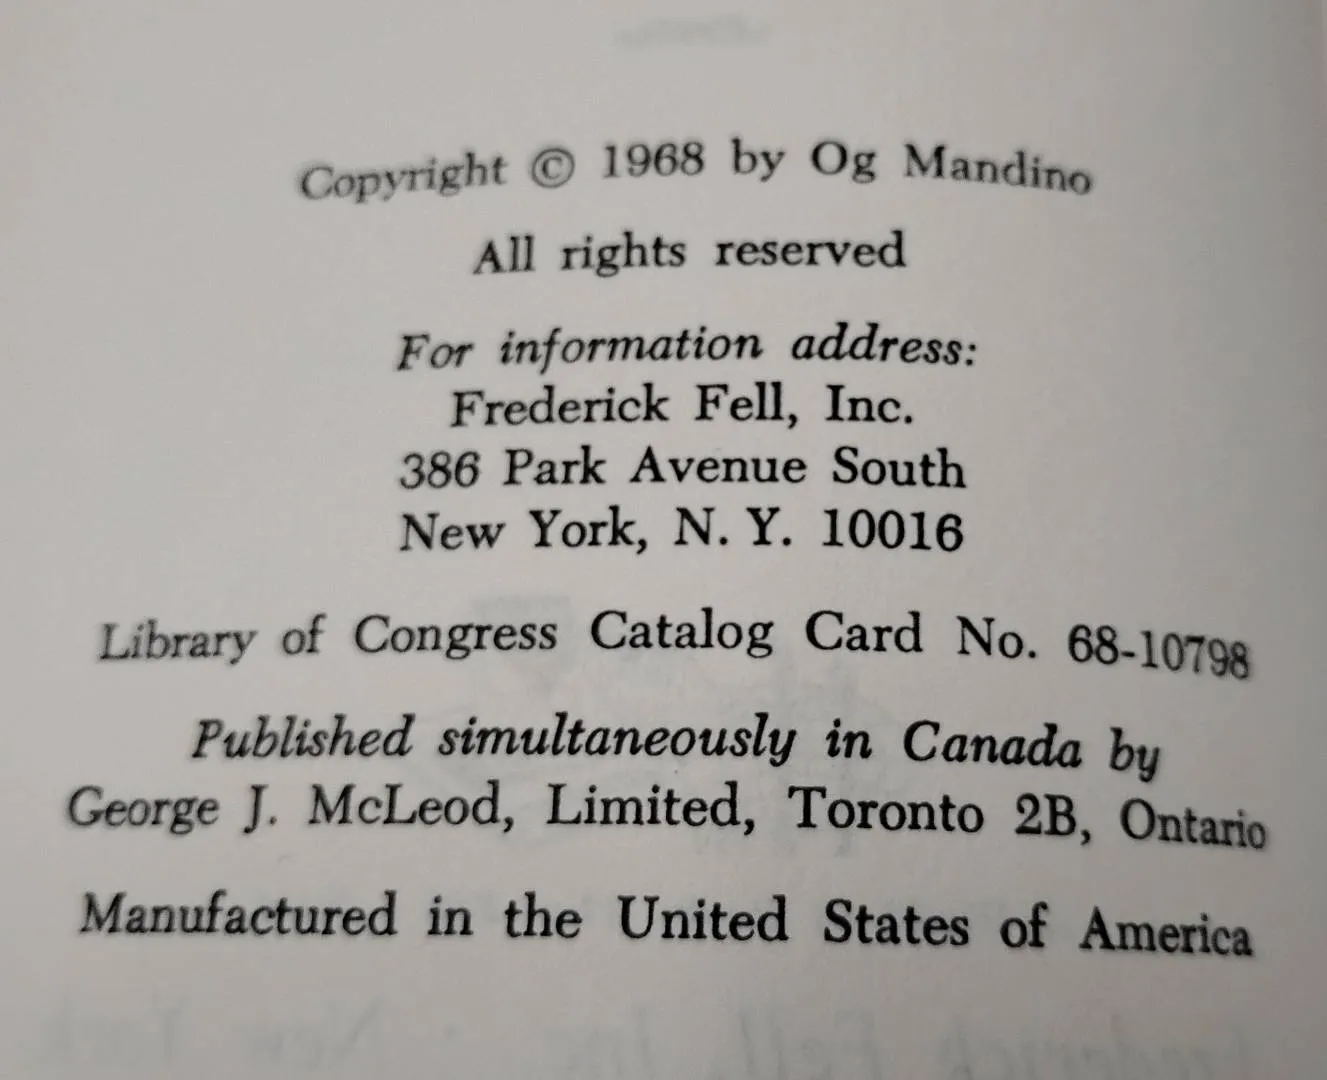 Copyright © 1968 by Og Mandino
All rights reserved
For information address:
Frederick Fell, Inc.
386 Park Avenue South
New York, N. Y. 10016
Library of Congress Catalog Card No. 68-10798
Published simultaneously in Canada by
George J. McLeod, Limited, Toronto 2B, Ontario
Manufactured in the United States of America